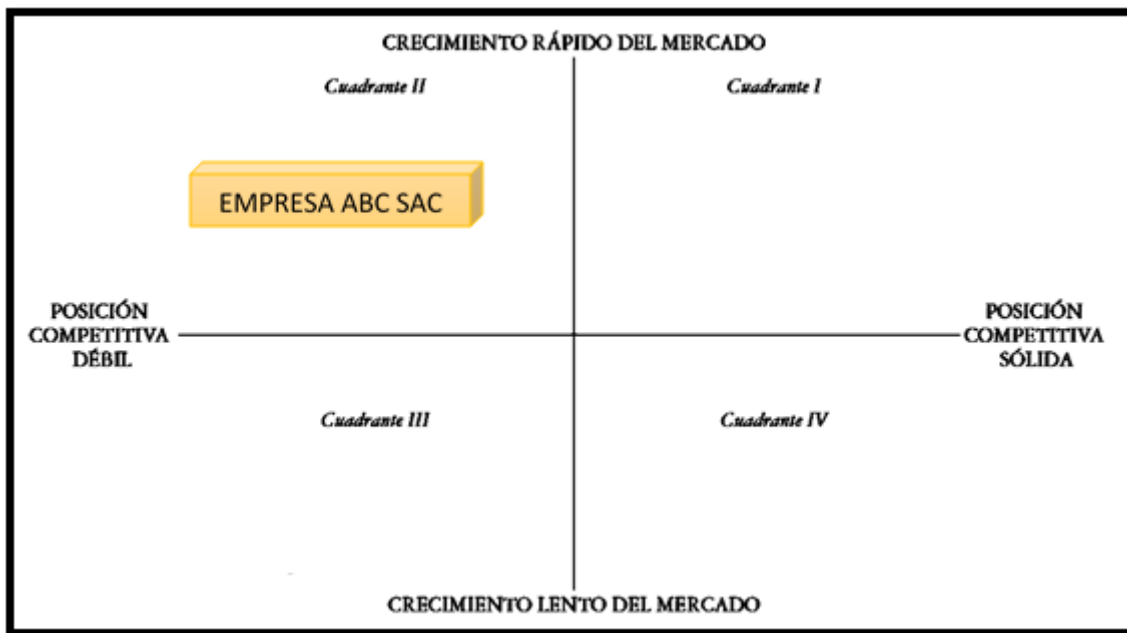 CRECIMIENTO RÁPIDO DEL MERCADO
Cuadrante II
Cuadrante I
EMPRESA ABC SAC
POSICIÓN
COMPETITIVA
DÉBIL
POSICIÓN
COMPETITIVA
SÓLIDA
Cuadrante III
Cuadrante IV
CRECIMIENTO LENTO DEL MERCADO